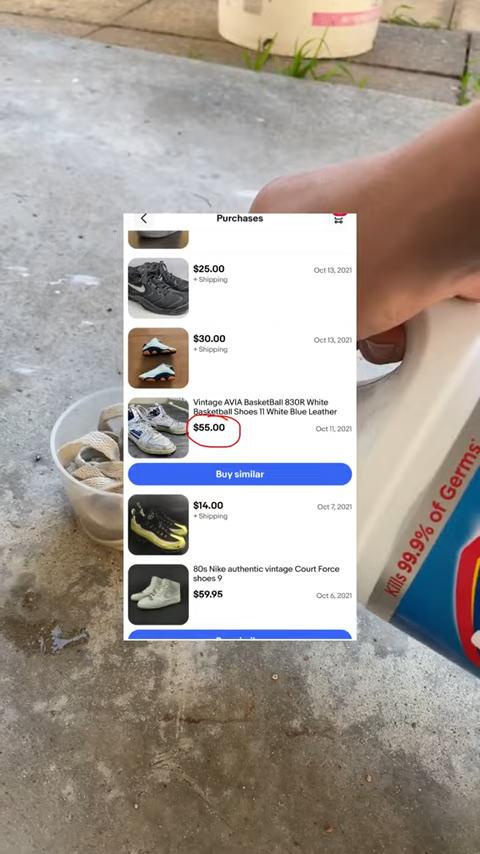 Purchases
$25.00
Oct 13, 2021
+ Shipping
$30.00
Oct 13, 2021
+ Shipping
Vintage AVIA BasketBall 830R White
Basketball Shoes 11 White Blue Leather
$55.00
Oct 11, 2021
Buy similar
$14.00
Oct 7, 2021
+ Shipping
80s Nike authentic vintage Court Force
shoes 9
$59.95
Oct 6, 2021
Kills 99.9% of Germs*